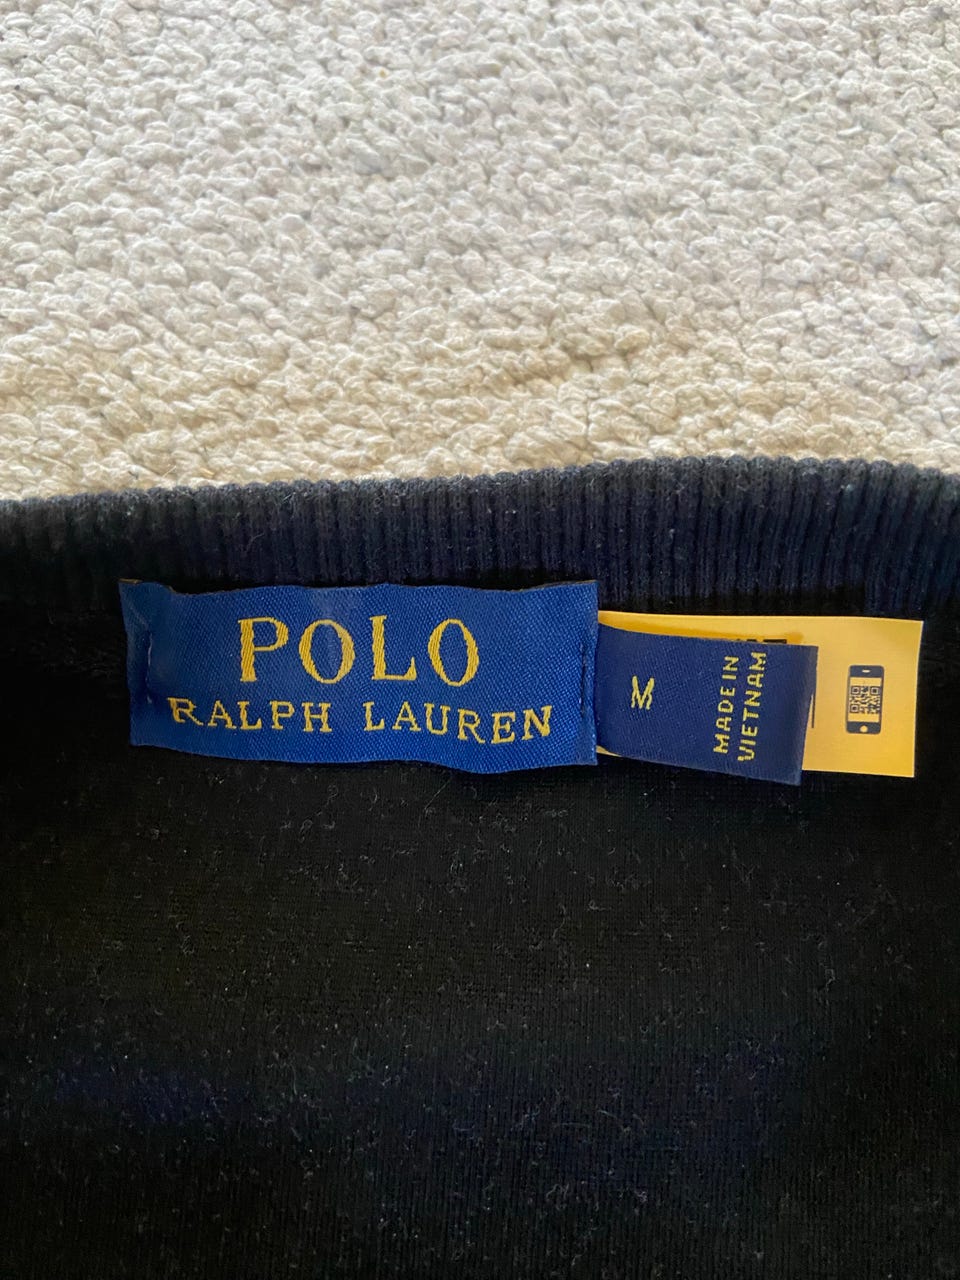 POLO
RALPH LAUREN
M
MADE IN
VIETNAM